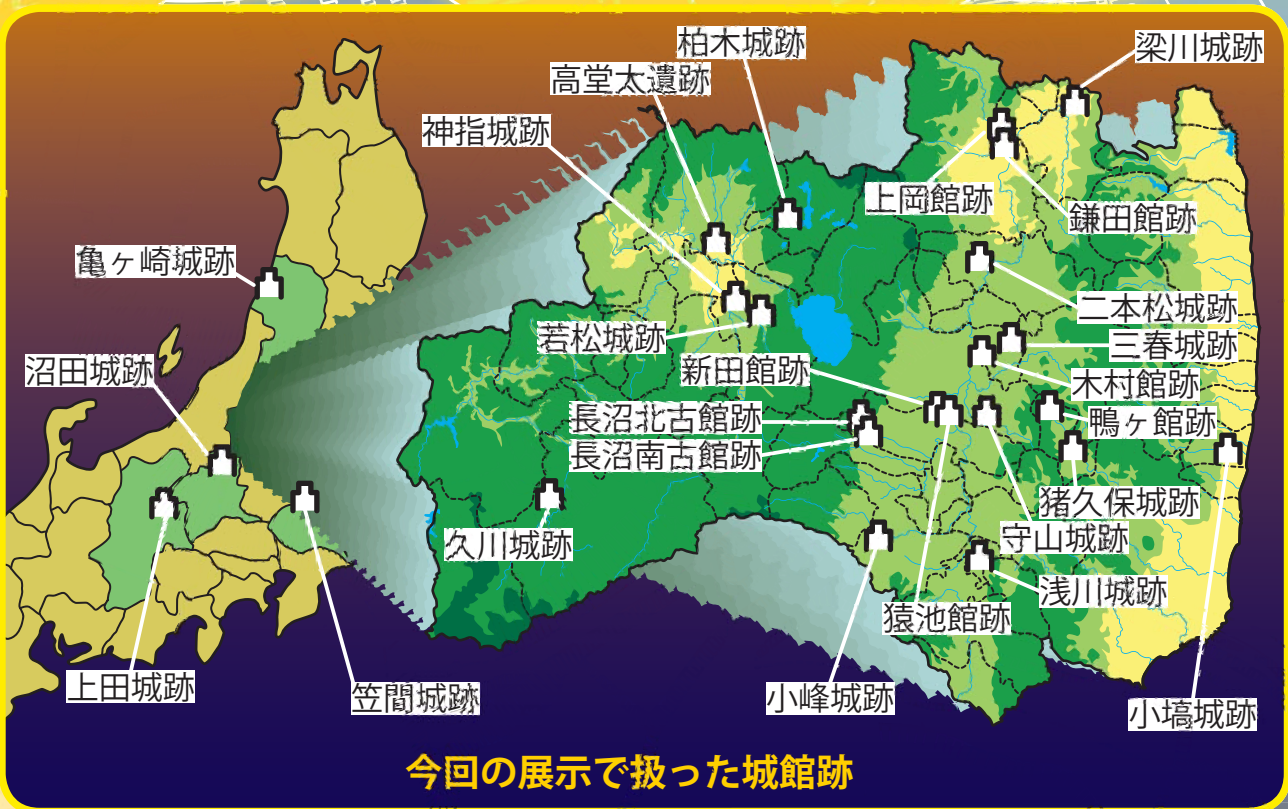 柏木城跡
梁川城跡
高堂太遺跡
神指城跡
上岡館跡
鎌田館跡
亀ヶ崎城跡
二本松城跡
若松城跡
三春城跡
沼田城跡
新田館跡
木村館跡
長沼北古館跡
鴨ヶ館跡
長沼南古館跡
猪久保城跡
久川城跡
守山城跡
浅川城跡
猿池館跡
上田城跡
笠間城跡
小峰城跡
小塙城跡
今回の展示で扱った城館跡